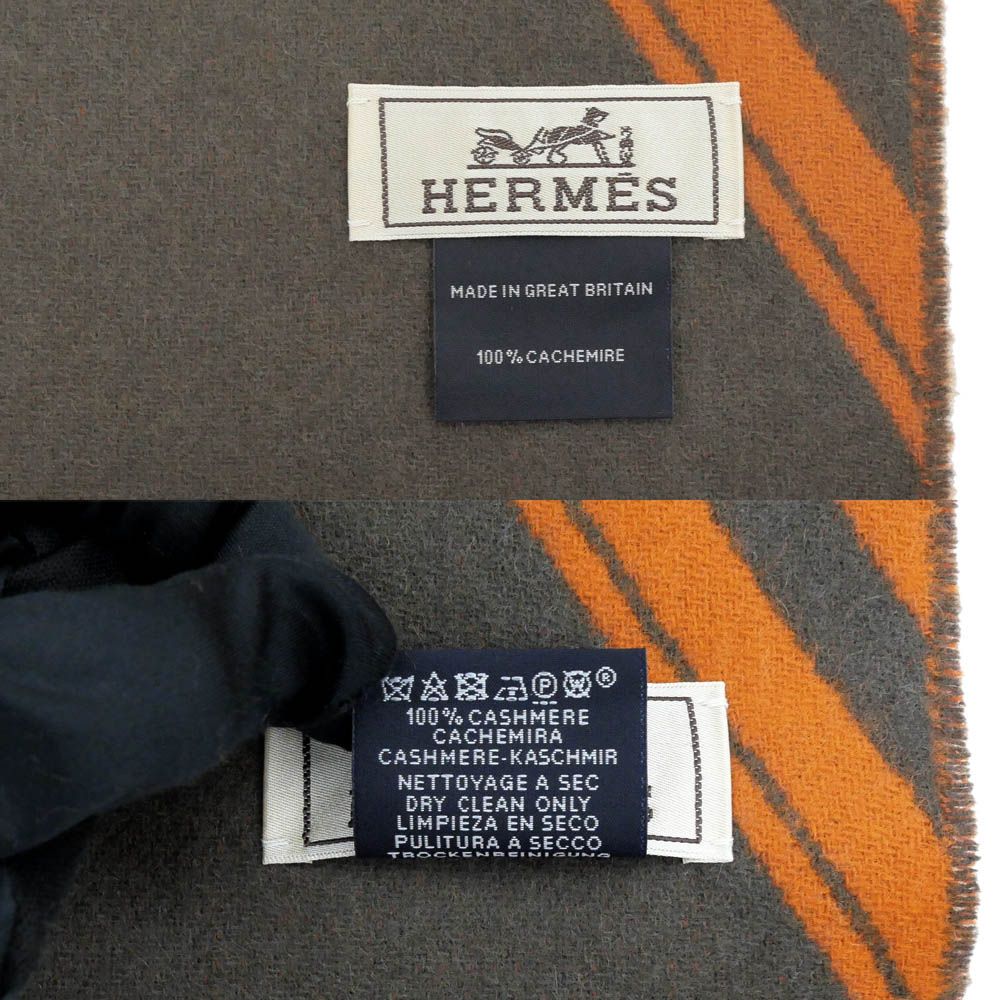 HERMÈS
MADE IN GREAT BRITAIN
100% CACHEMIRE
100% CASHMERE
CACHEMIRA
CASHMERE-KASCHMIR
NETTOYAGE A SEC
DRY CLEAN ONLY
LIMPIEZA EN SECO
PULITURA A SECCO
TROCKENREINIGUNG